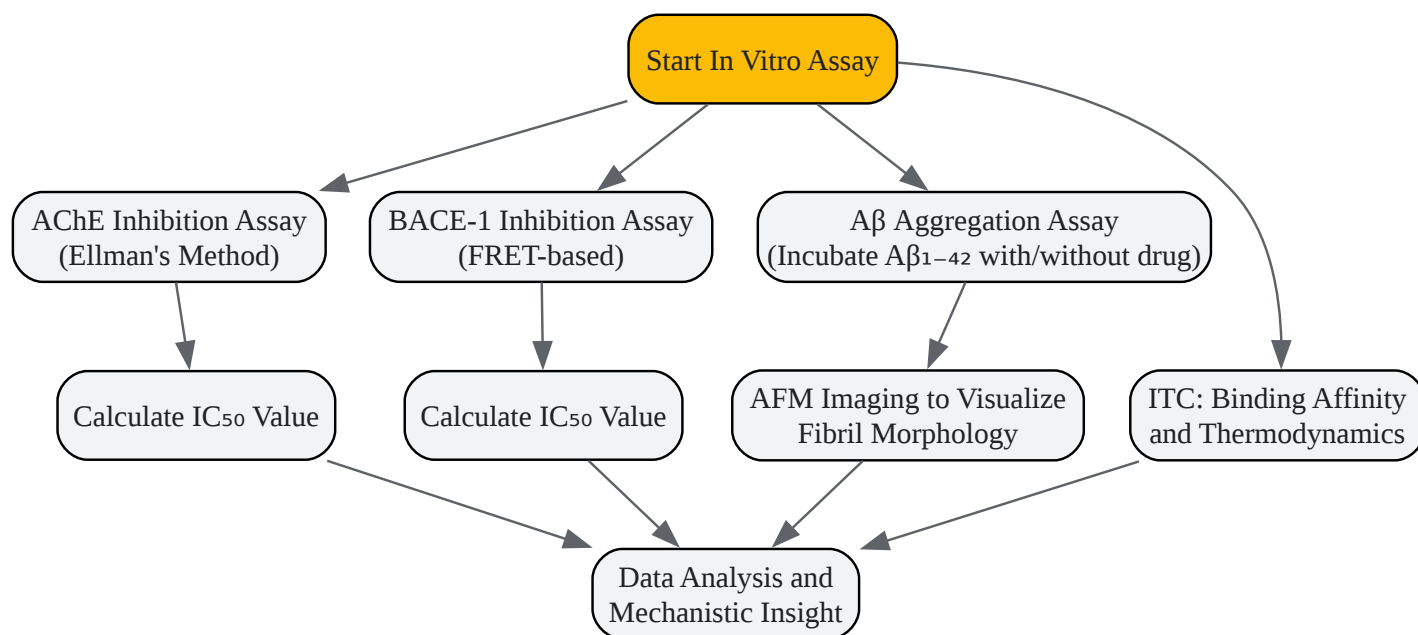 Start In Vitro Assay
AChE Inhibition Assay
(Ellman's Method)
BACE-1 Inhibition Assay
(FRET-based)
Aβ Aggregation Assay
(Incubate Aβ₁₋₄₂ with/without drug)
Calculate IC₅₀ Value
Calculate IC₅₀ Value
AFM Imaging to Visualize
Fibril Morphology
ITC: Binding Affinity
and Thermodynamics
Data Analysis and
Mechanistic Insight